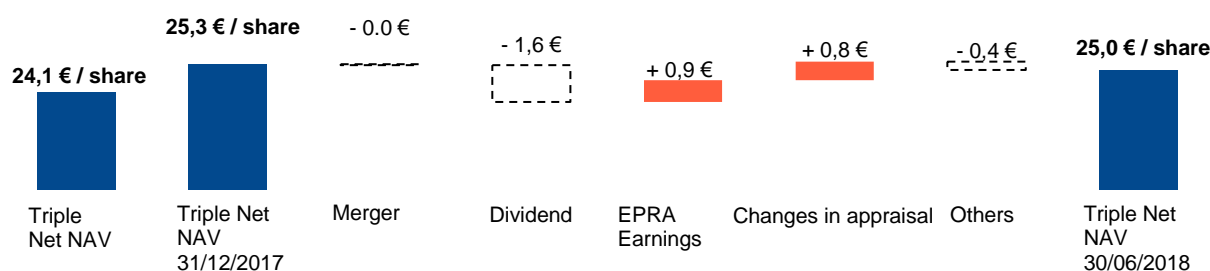 24,1 € / share
25,3 € / share
- 0.0 €
- 1,6 €
+ 0,9 €
+ 0,8 €
- 0,4 €
25,0 € / share
Triple
Net NAV
Triple Net
NAV
31/12/2017
Merger
Dividend
EPRA
Earnings
Changes in appraisal
Others
Triple Net
NAV
30/06/2018